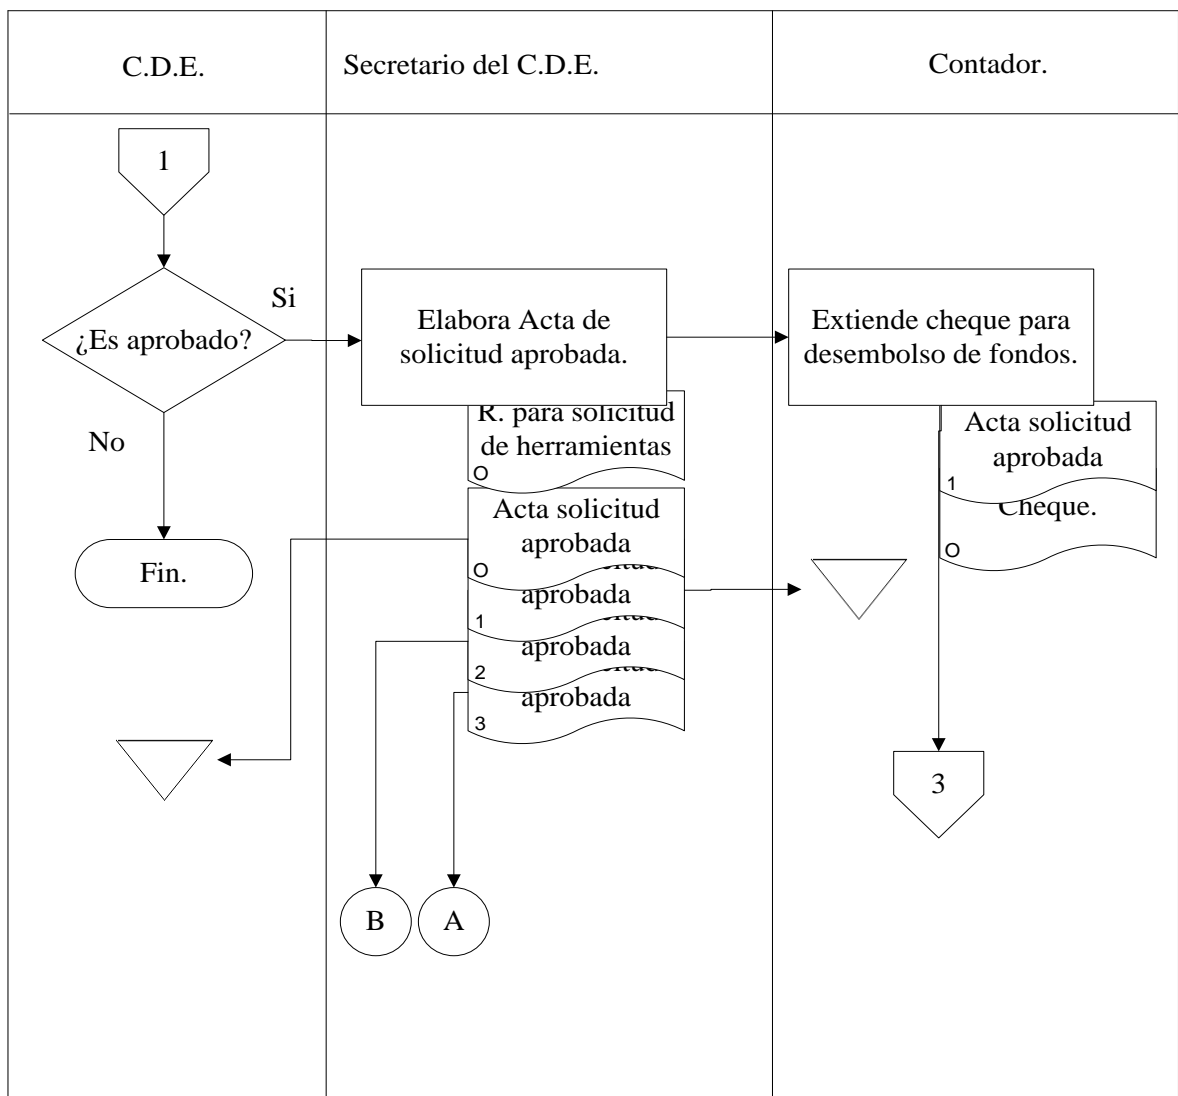 C.D.E.
Secretario del C.D.E.
Contador.
1
¿Es aprobado?
Si
No
Fin.
Elabora Acta de
solicitud aprobada.
R. para solicitud
de herramientas
O
Acta solicitud
aprobada
O
aprobada
1
aprobada
2
aprobada
3
B
A
Extiende cheque para
desembolso de fondos.
Acta solicitud
aprobada
1
Cheque.
O
3